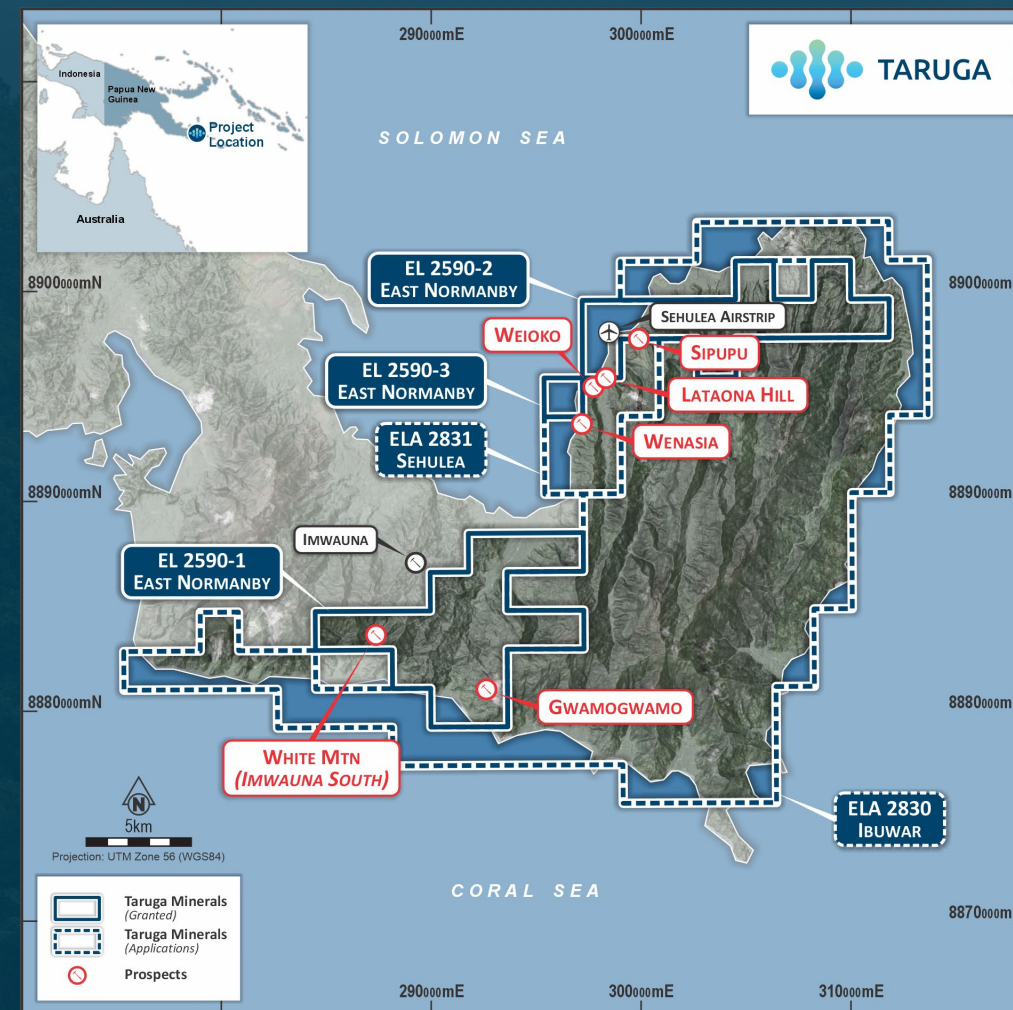 290000mE
300000mE
Indonesia
Papua New
Guinea
Project
Location
Australia
TARUGA
SOLOMON SEA
EL 2590-2
EAST NORMANBY
8900000mN
8900000m
SEHULEA AIRSTRIP
WEIOKO
SIPUPU
EL 2590-3
EAST NORMANBY
LATAONA HILL
ELA 2831
SEHULEA
WENASIA
8890000mN
8890000m
IMWAUNA
EL 2590-1
EAST NORMANBY
8880000mN
8880000m
GWAMOGWAMO
WHITE MTN
(IMWAUNA SOUTH)
N
5km
Projection: UTM Zone 56 (WGS84)
ELA 2830
IBUWAR
CORAL SEA
Taruga Minerals
(Granted)
Taruga Minerals
(Applications)
Prospects
8870000m
290000mE
300000mE
310000mE